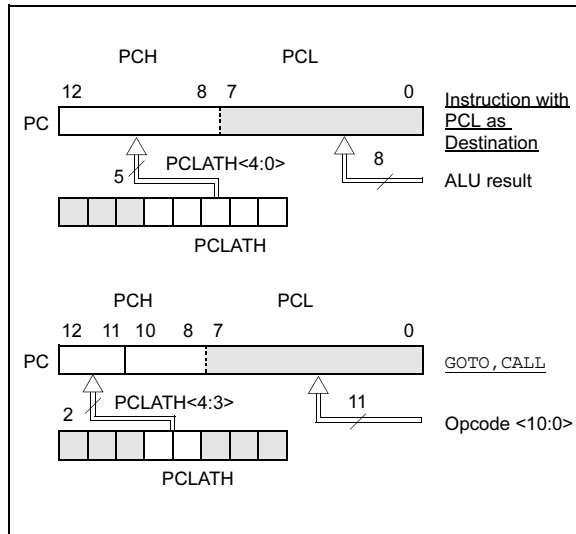 PCH PCL
12 8 7 0
PC
Instruction with
PCL as
Destination
5 PCLATH<4:0> 8
ALU result
PCLATH
PCH PCL
12 11 10 8 7 0
PC
GOTO, CALL
2 PCLATH<4:3> 11
Opcode <10:0>
PCLATH